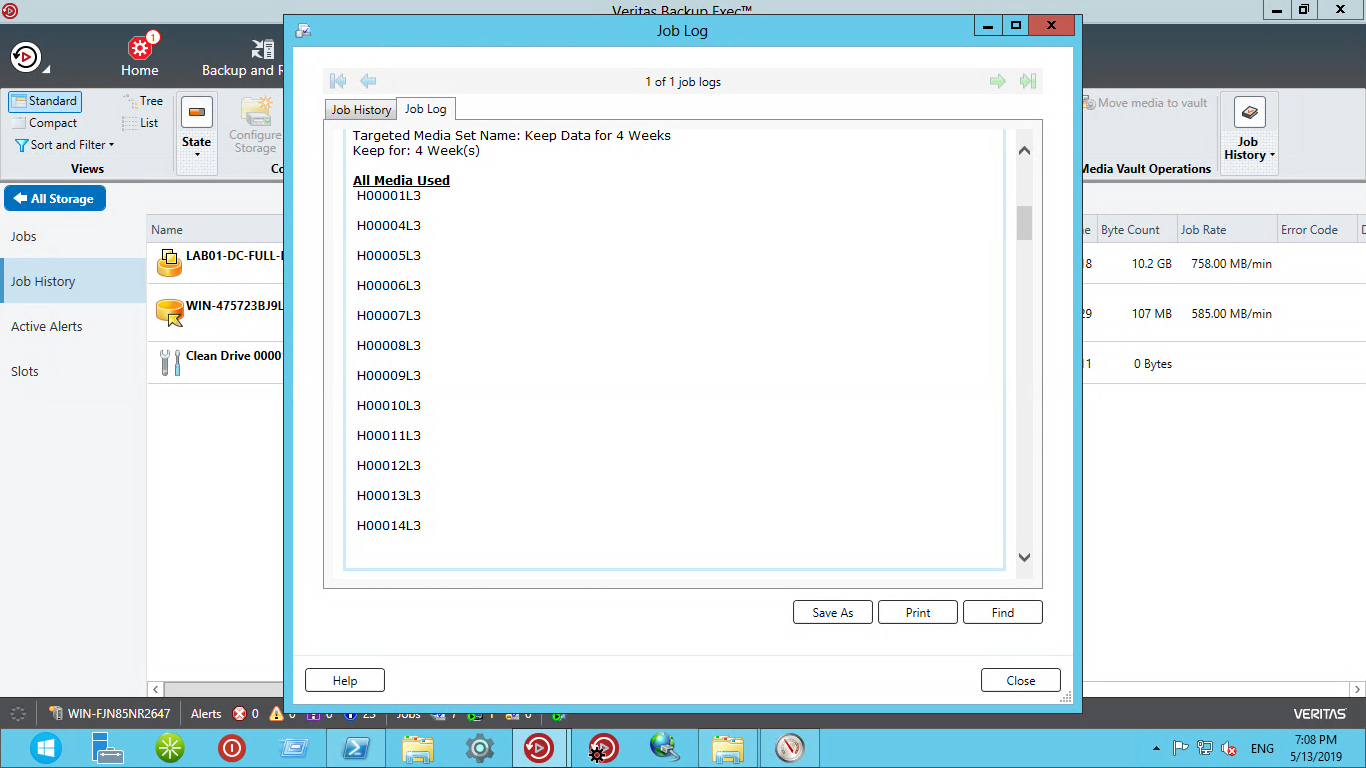 Veritas Backup Exec™
Job Log
1
Home
Backup and R
Standard
Compact
Sort and Filter
Tree
List
Views
State
Configure
Storage
Co
Move media to vault
Media Vault Operations
Job
History
1 of 1 job logs
Job History
Job Log
Targeted Media Set Name: Keep Data for 4 Weeks
Keep for: 4 Week(s)
All Media Used
H00001L3
H00004L3
H00005L3
H00006L3
H00007L3
H00008L3
H00009L3
H00010L3
H00011L3
H00012L3
H00013L3
H00014L3
Save As
Print
Find
Help
Close
All Storage
Jobs
Job History
Active Alerts
Slots
Name
Byte Count
Job Rate
Error Code
LAB01-DC-FULL-
18
10.2 GB
758.00 MB/min
WIN-475723BJ9L
29
107 MB
585.00 MB/min
Clean Drive 0000
11
0 Bytes
WIN-FJN85NR2647
Alerts
0
0
0
23
Jobs
7
1
0
VERITAS
ENG
7:08 PM
5/13/2019